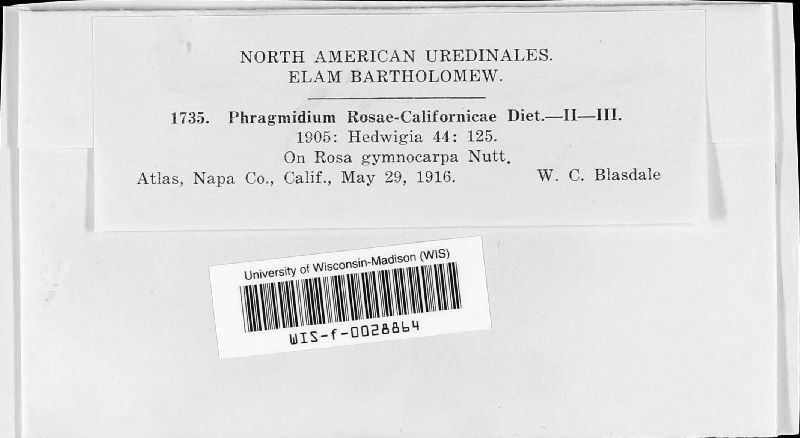 NORTH AMERICAN UREDINALES.
ELAM BARTHOLOMEW.
1735. Phragmidium Rosae-Californicae Diet.—II—III.
1905: Hedwigia 44: 125.
On Rosa gymnocarpa Nutt.
Atlas, Napa Co., Calif., May 29, 1916. W. C. Blasdale
University of Wisconsin-Madison (WIS)
WIS-f-0028864